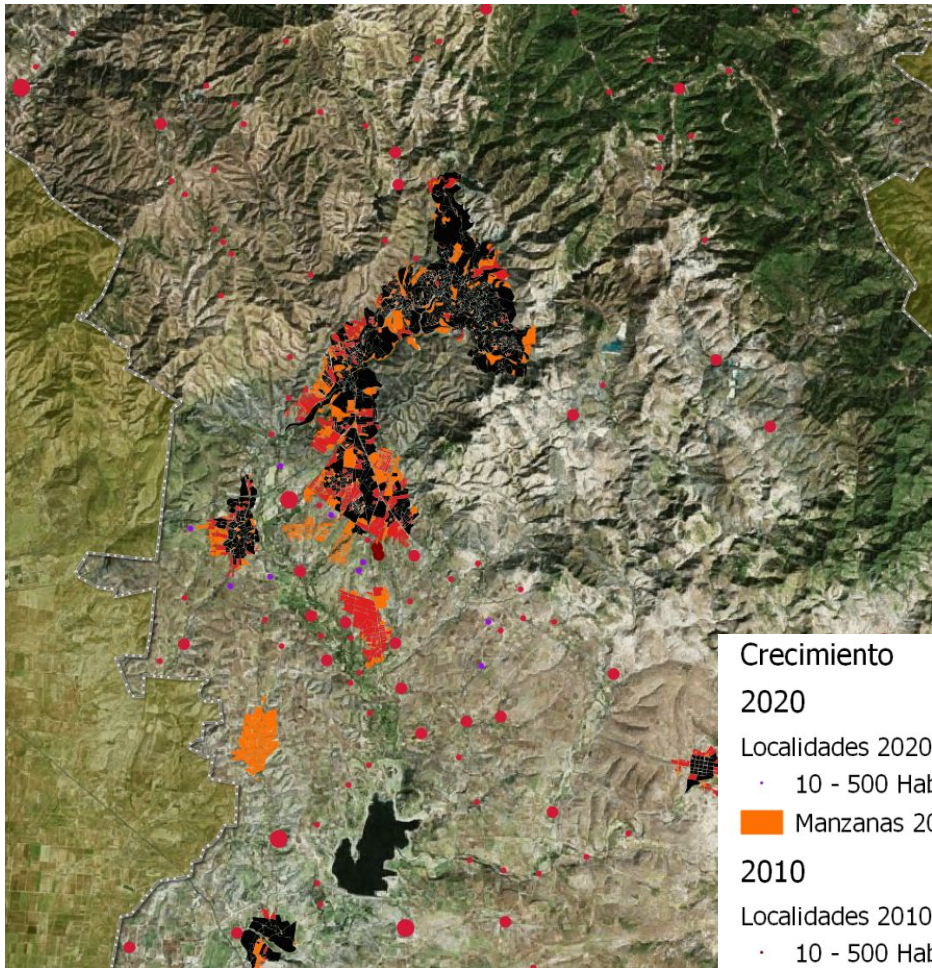 Crecimiento
2020
Localidades 2020
10 - 500 Hab
Manzanas 20
2010
Localidades 2010
10 - 500 Hab